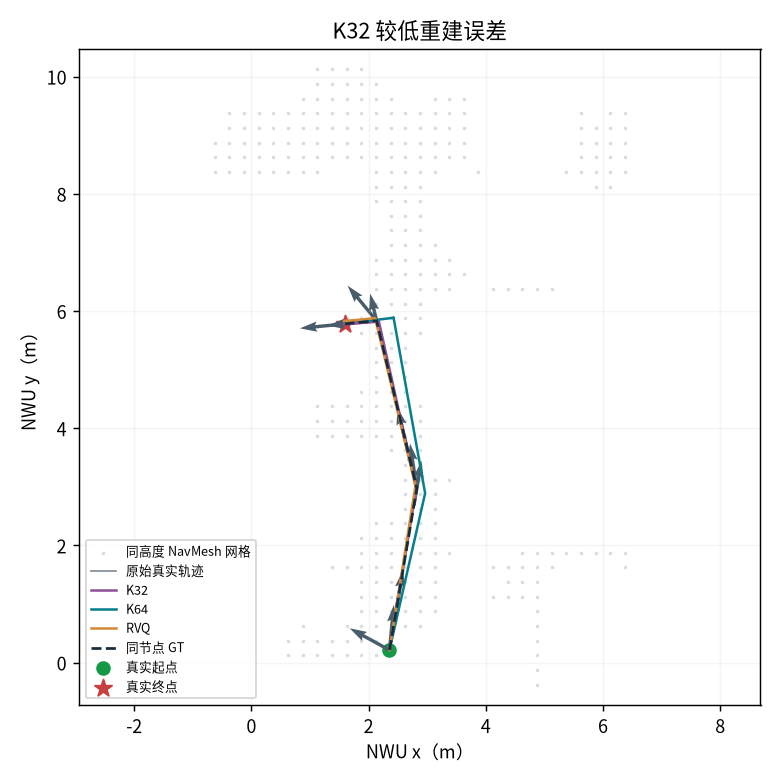 K32 较低重建误差
NWU y（m）
10
8
6
4
2
0
同高度 NavMesh 网格
原始真实轨迹
K32
K64
RVQ
同节点 GT
真实起点
真实终点
-2
0
2
4
6
8
NWU x（m）